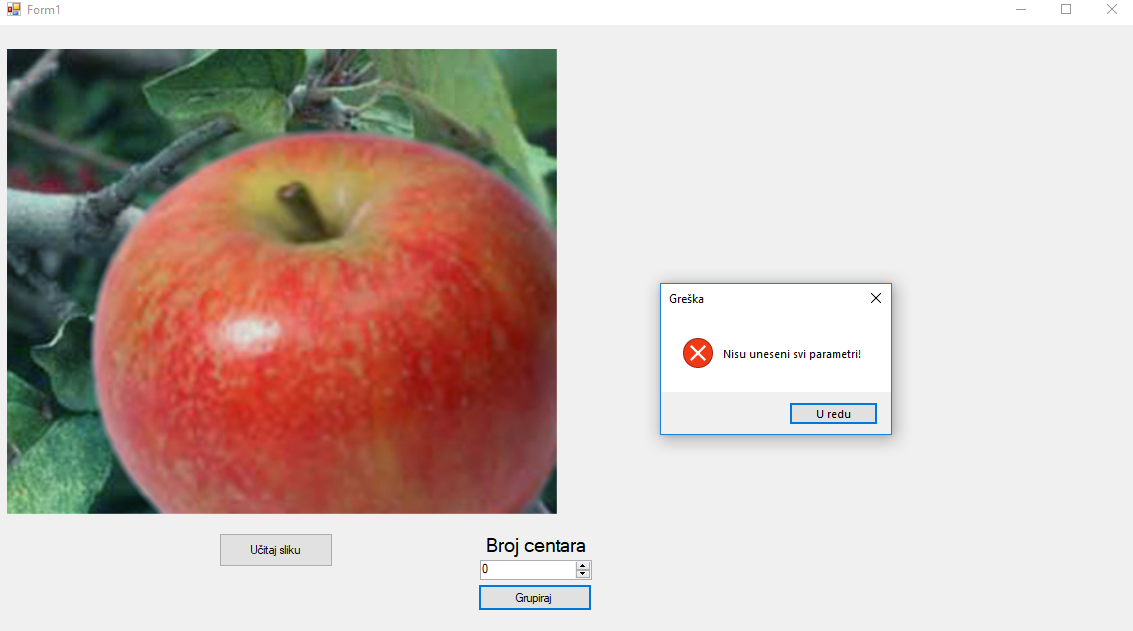 Form1
Greška
Nisu uneseni svi parametri!
U redu
Učitaj sliku
Broj centara
0
Grupiraj